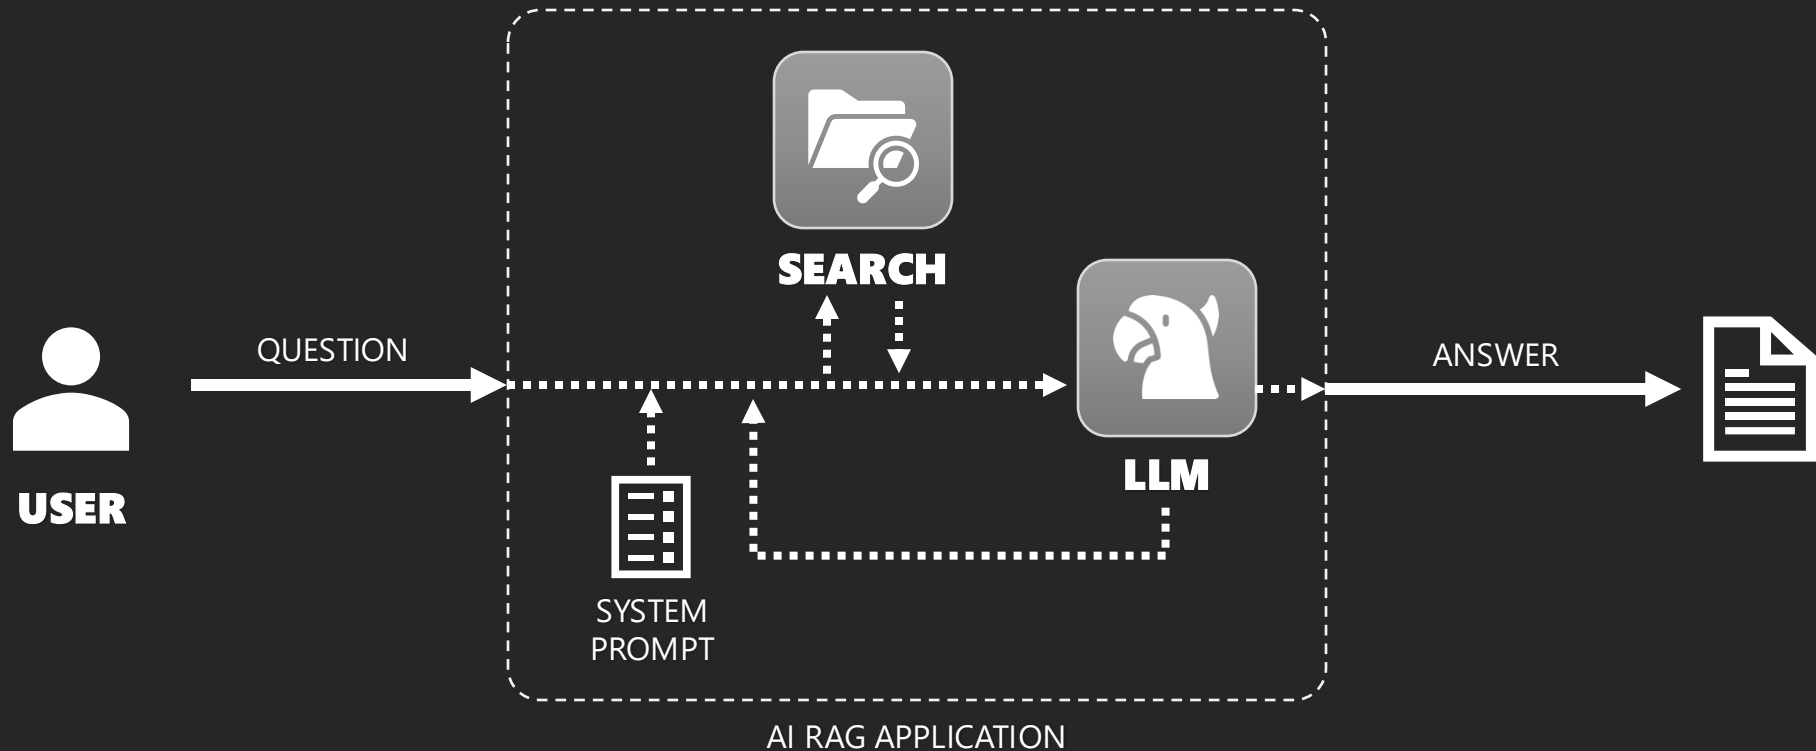 SEARCH
QUESTION
ANSWER
USER
LLM
SYSTEM
PROMPT
AI RAG APPLICATION